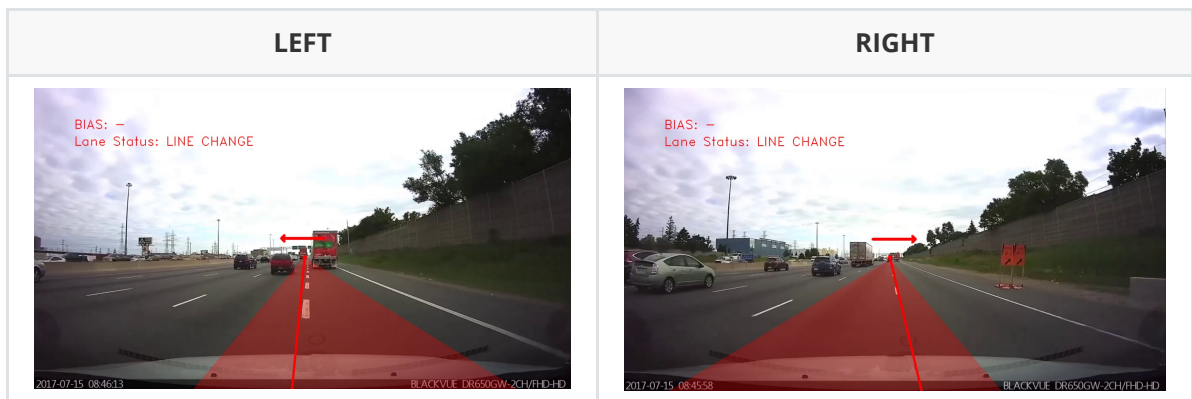 LEFT
RIGHT
BIAS: –
Lane Status: LINE CHANGE
2017-07-15 08:46:13
BLACKVUE DR650GW-2CH/FHD-HD
BIAS: –
Lane Status: LINE CHANGE
2017-07-15 08:45:58
BLACKVUE DR650GW-2CH/FHD-HD